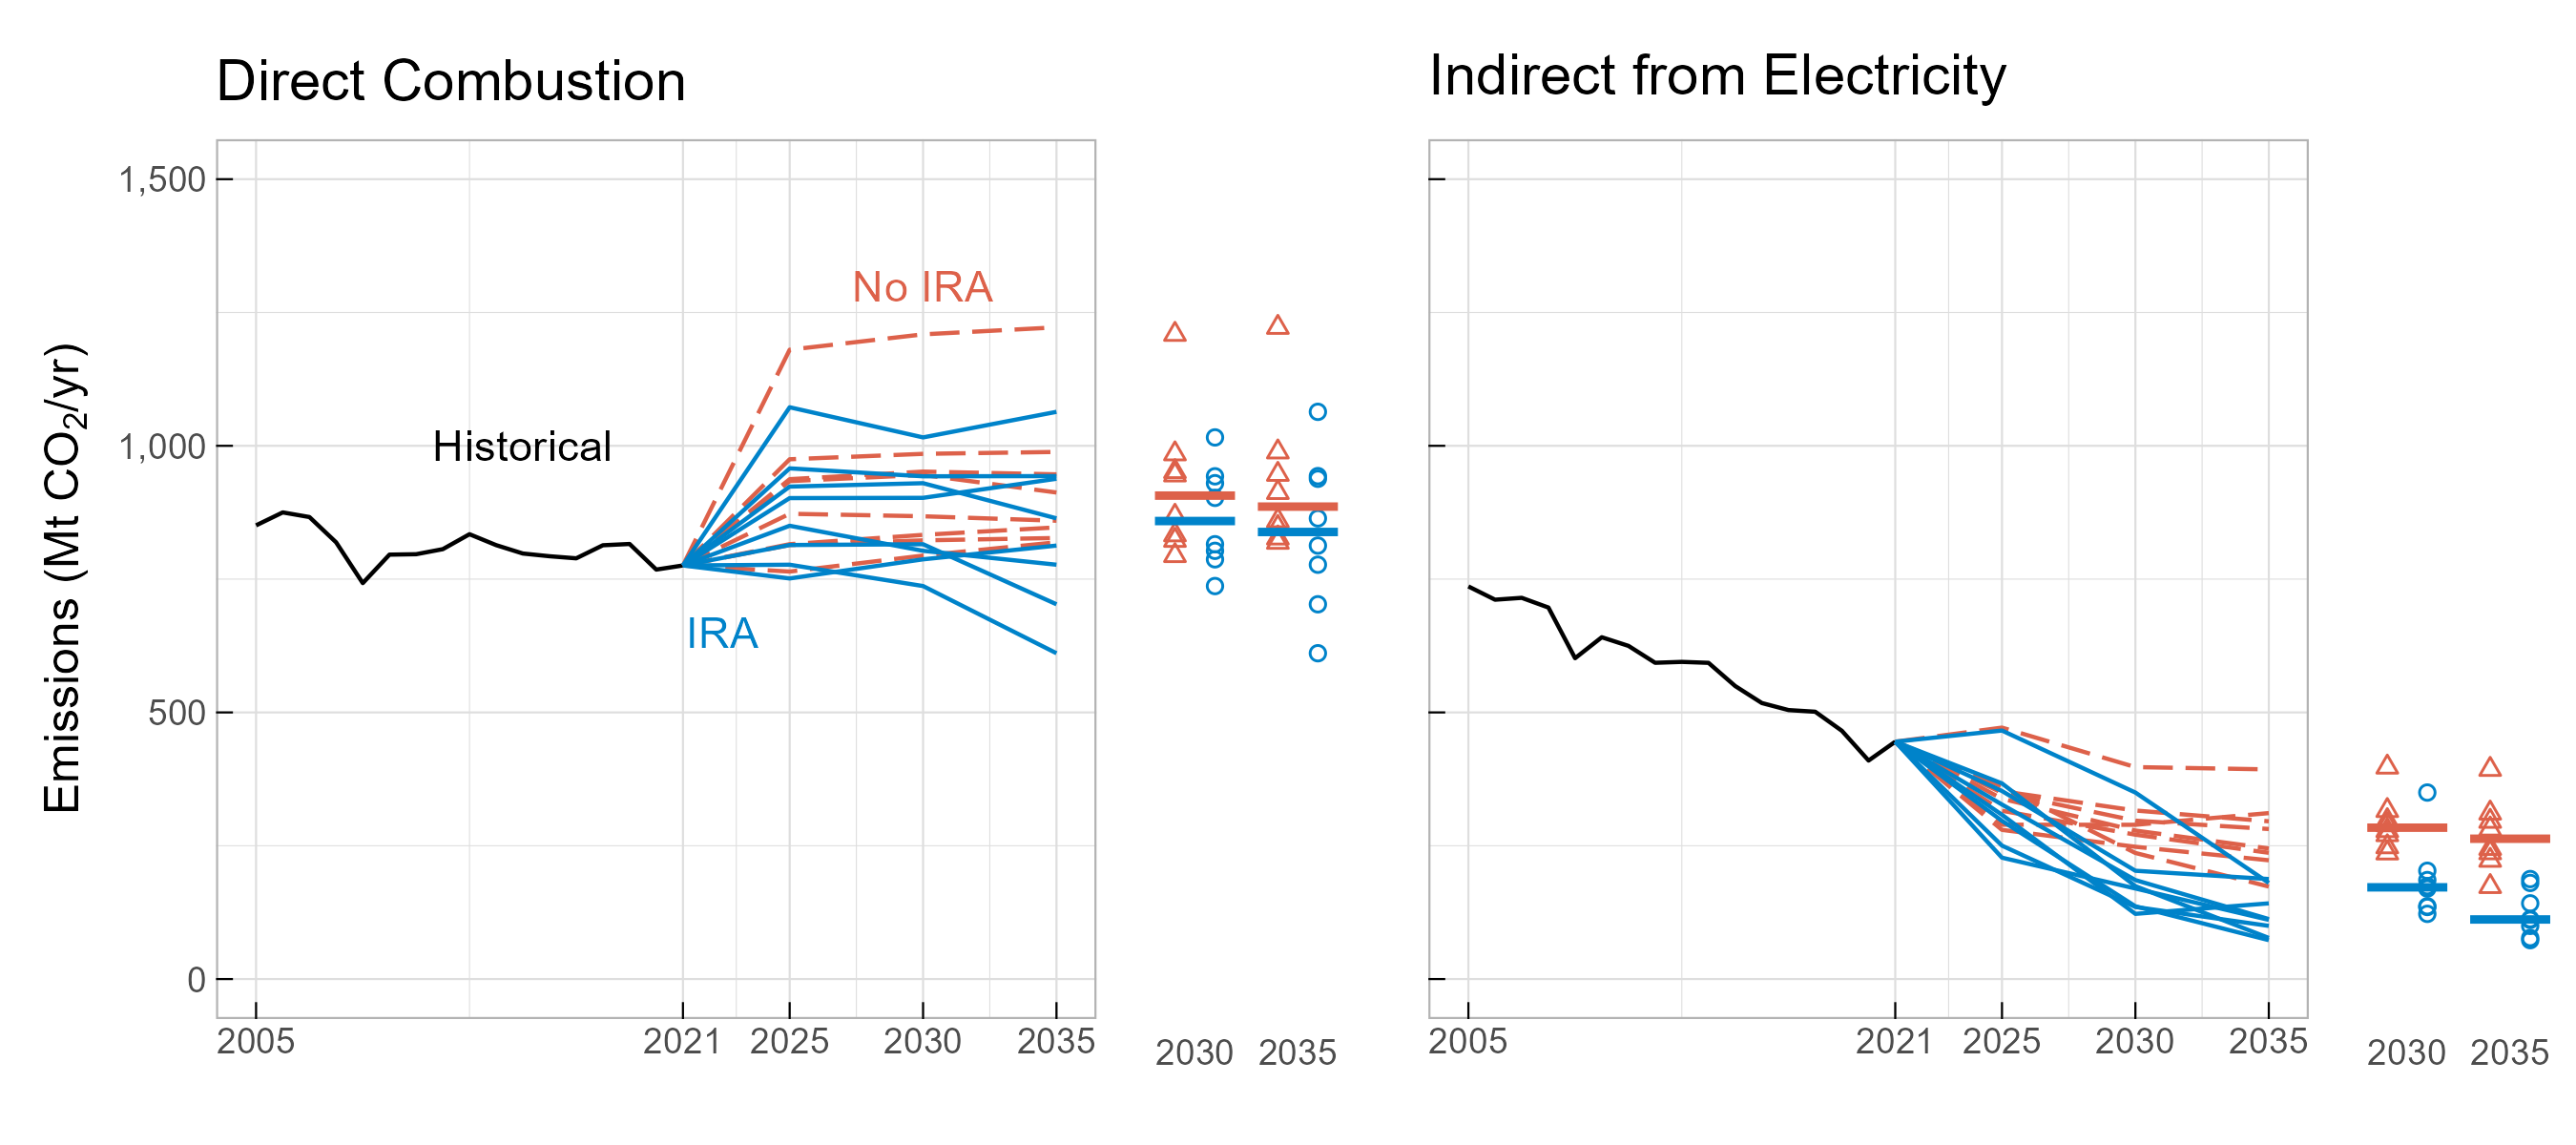 Direct Combustion
Emissions (Mt CO₂/yr)
1,500
1,000
500
0
No IRA
Historical
IRA
2005 2021 2025 2030 2035
2030 2035
Indirect from Electricity
2005 2021 2025 2030 2035
2030 2035